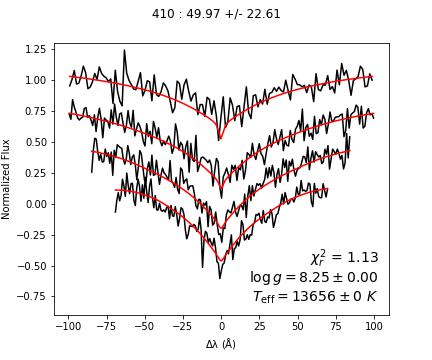 410 : 49.97 +/- 22.61
Normalized Flux
1.25
1.00
0.75
0.50
0.25
0.00
−0.25
−0.50
−0.75
χ²ᵣ = 1.13
log g = 8.25 ± 0.00
Teff = 13656 ± 0 K
−100 −75 −50 −25 0 25 50 75 100
Δλ (Å)